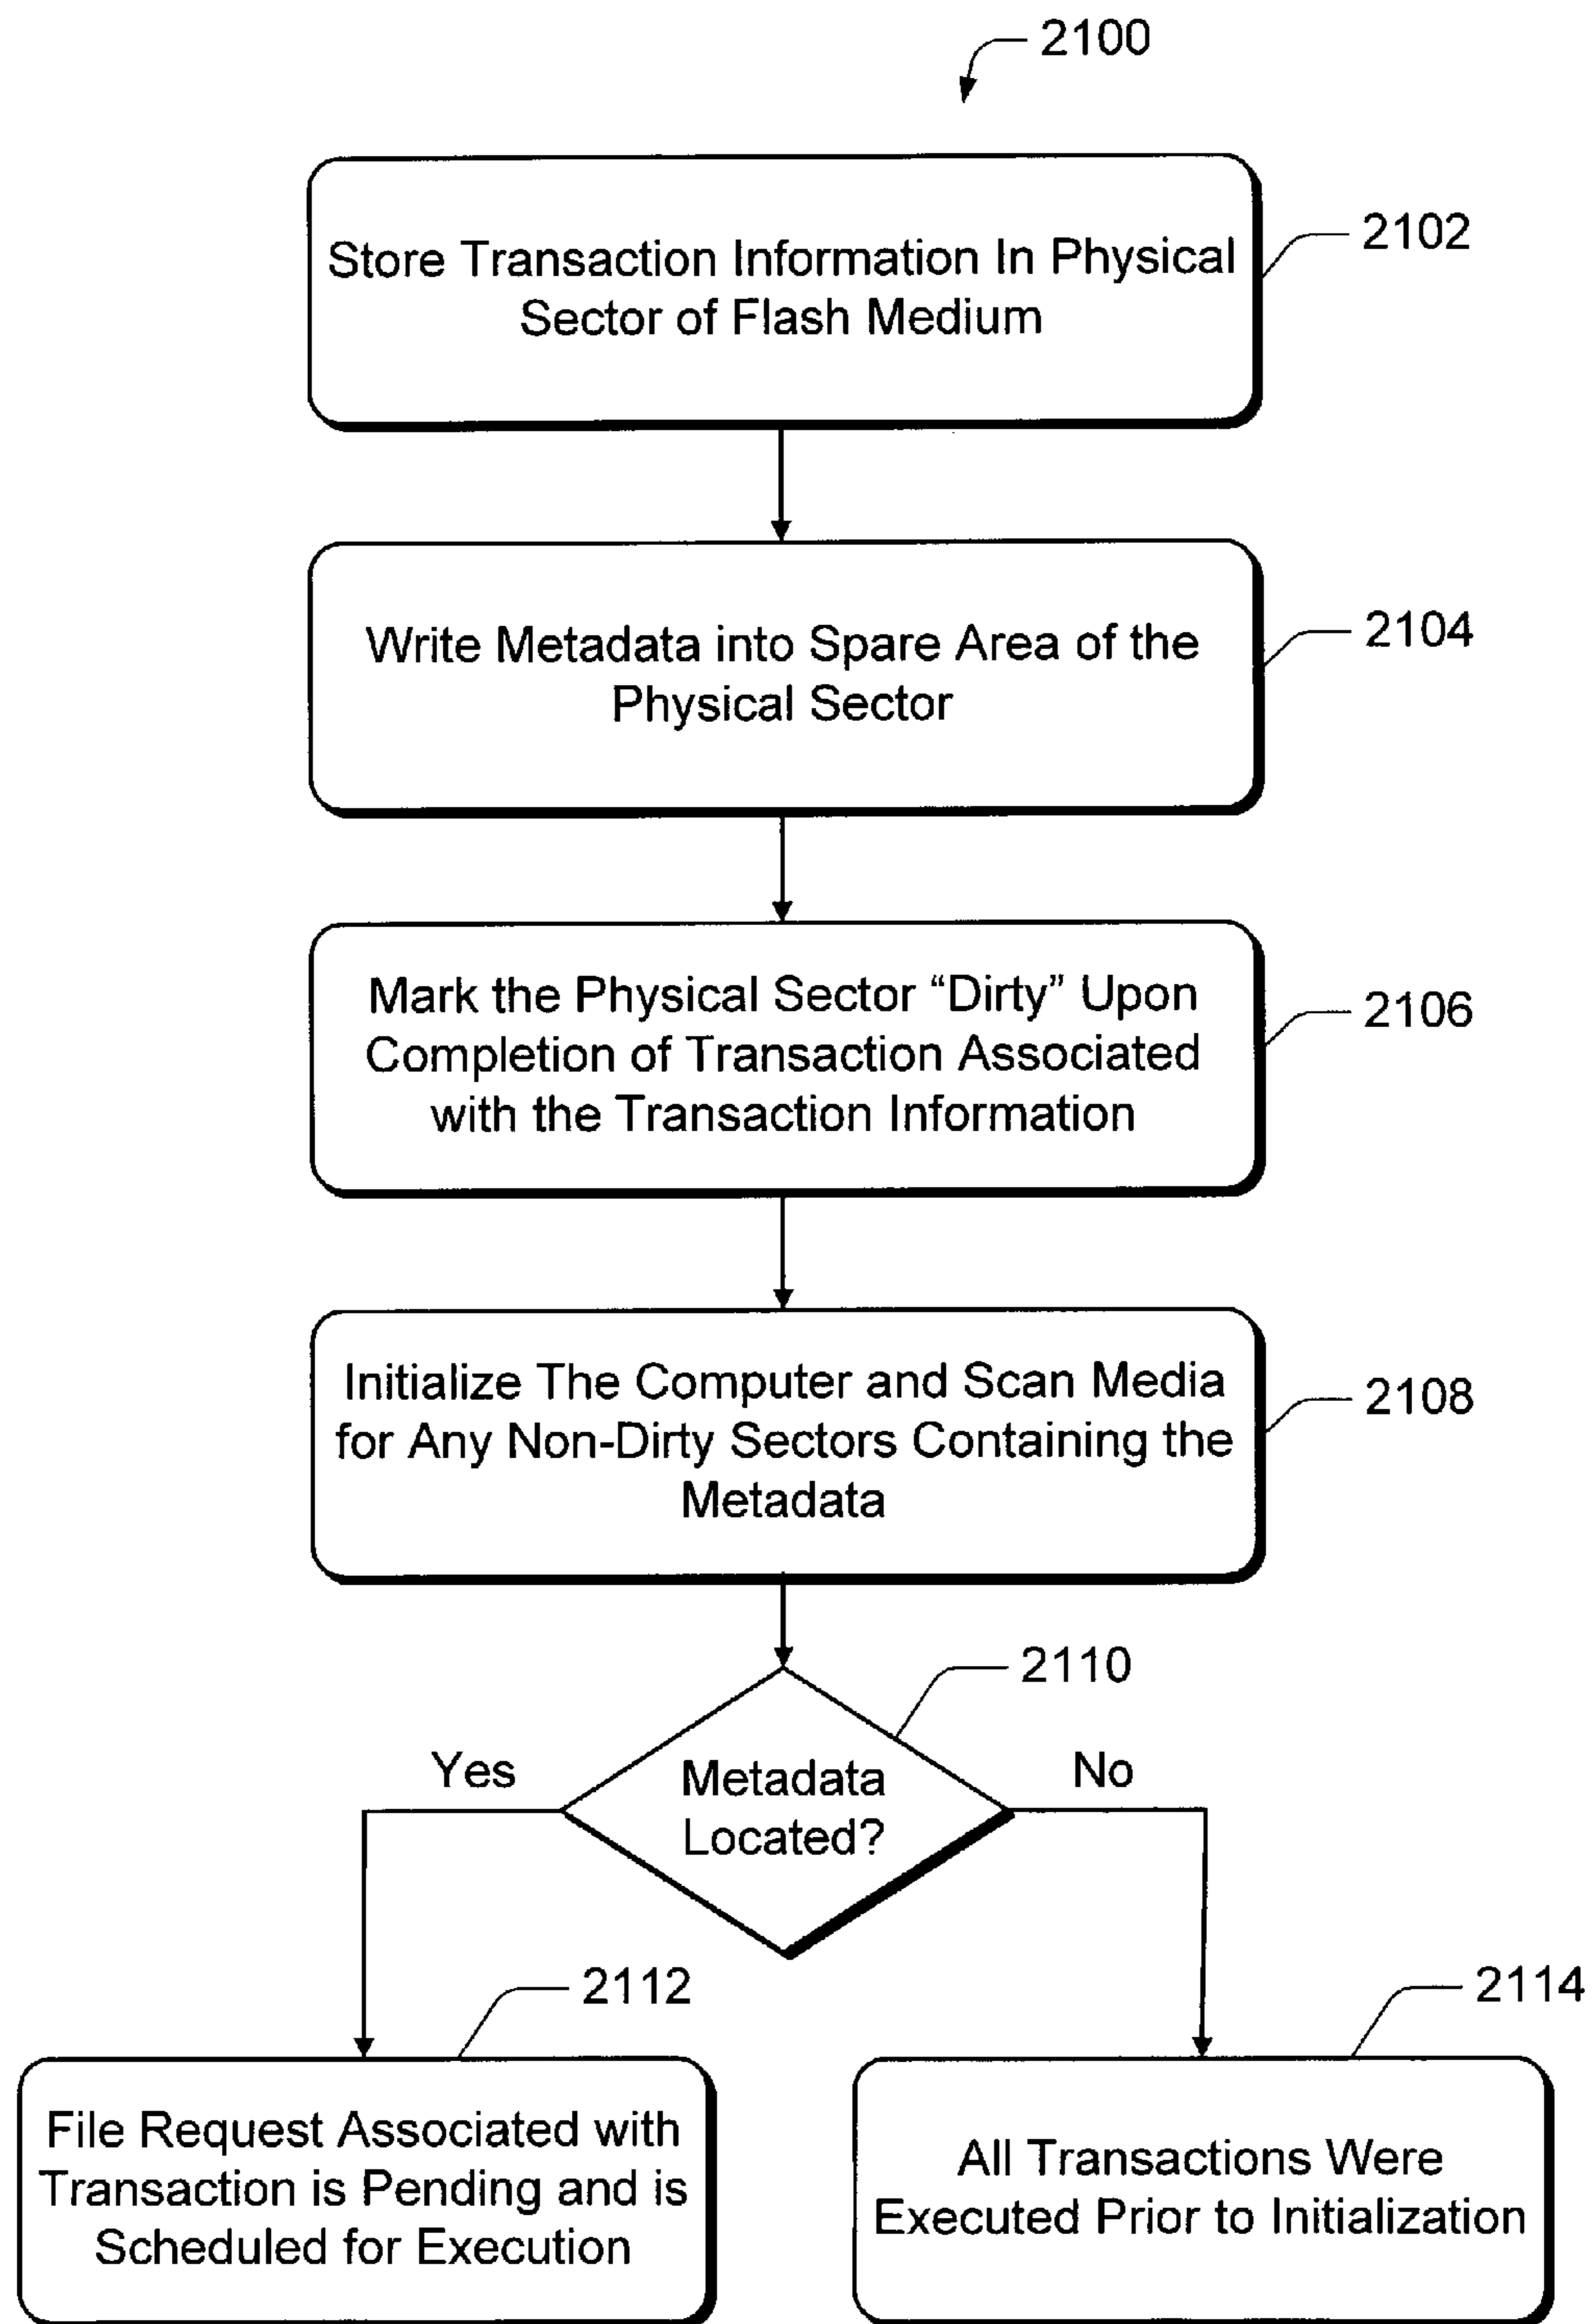 2100
Store Transaction Information In Physical
Sector of Flash Medium
2102
Write Metadata into Spare Area of the
Physical Sector
2104
Mark the Physical Sector “Dirty” Upon
Completion of Transaction Associated
with the Transaction Information
2106
Initialize The Computer and Scan Media
for Any Non-Dirty Sectors Containing the
Metadata
2108
Metadata
Located?
2110
Yes
No
File Request Associated with
Transaction is Pending and is
Scheduled for Execution
2112
All Transactions Were
Executed Prior to Initialization
2114